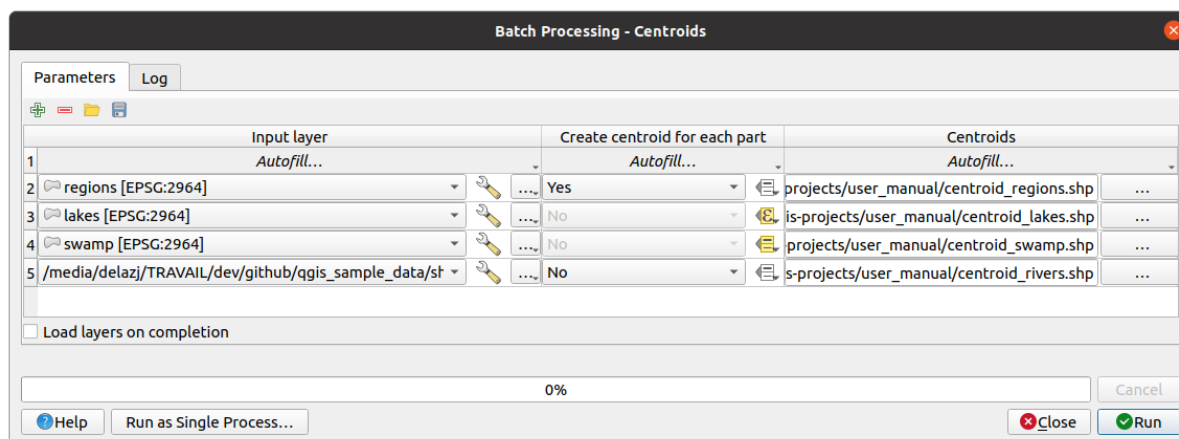 Batch Processing - Centroids
Parameters Log
Input layer Create centroid for each part Centroids
1 Autofill... Autofill... Autofill...
2 regions [EPSG:2964] ... Yes projects/user_manual/centroid_regions.shp ...
3 lakes [EPSG:2964] ... No is-projects/user_manual/centroid_lakes.shp ...
4 swamp [EPSG:2964] ... No projects/user_manual/centroid_swamp.shp ...
5 /media/delazj/TRAVAIL/dev/github/qgis_sample_data/sh ... No s-projects/user_manual/centroid_rivers.shp ...
Load layers on completion
0% Cancel
Help Run as Single Process... Close Run